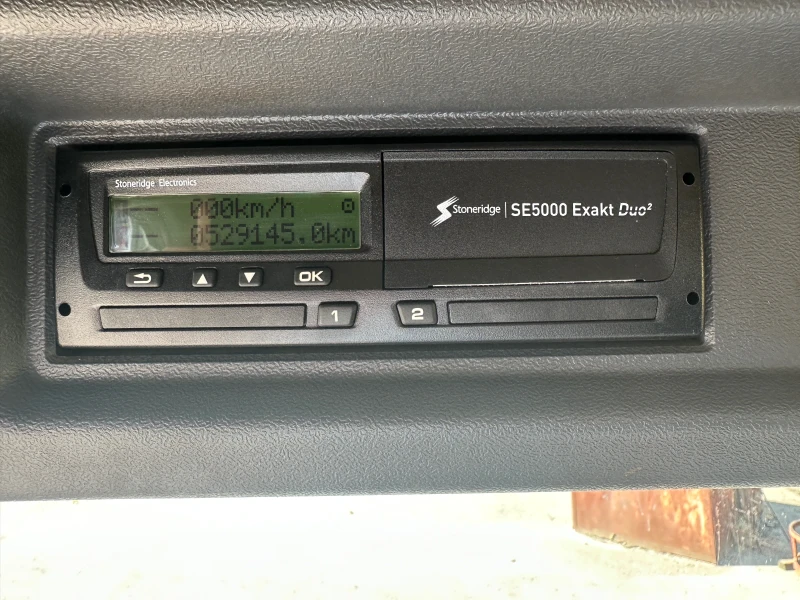 Stoneridge Electronics
000km/h
0529145.0km
Stoneridge SE5000 Exakt Duo²
OK
1
2